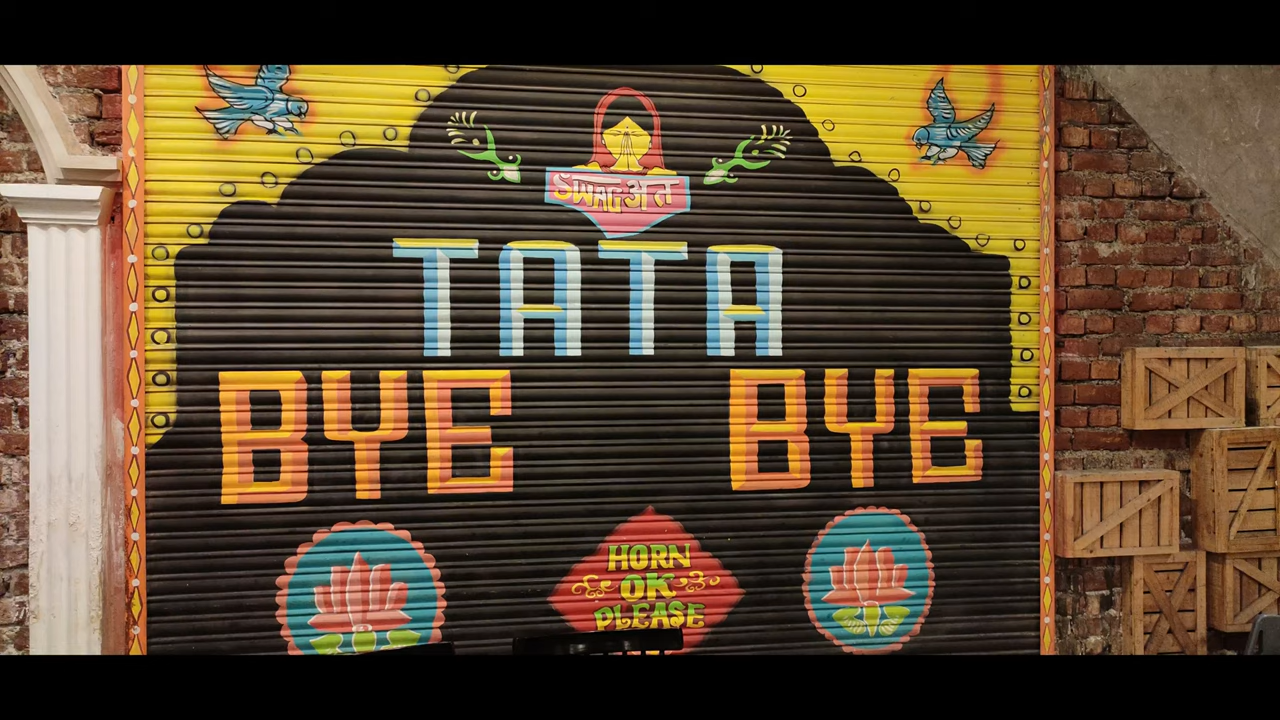 SWAGअत
TATA
BYE BYE
HORN
OK
PLEASE